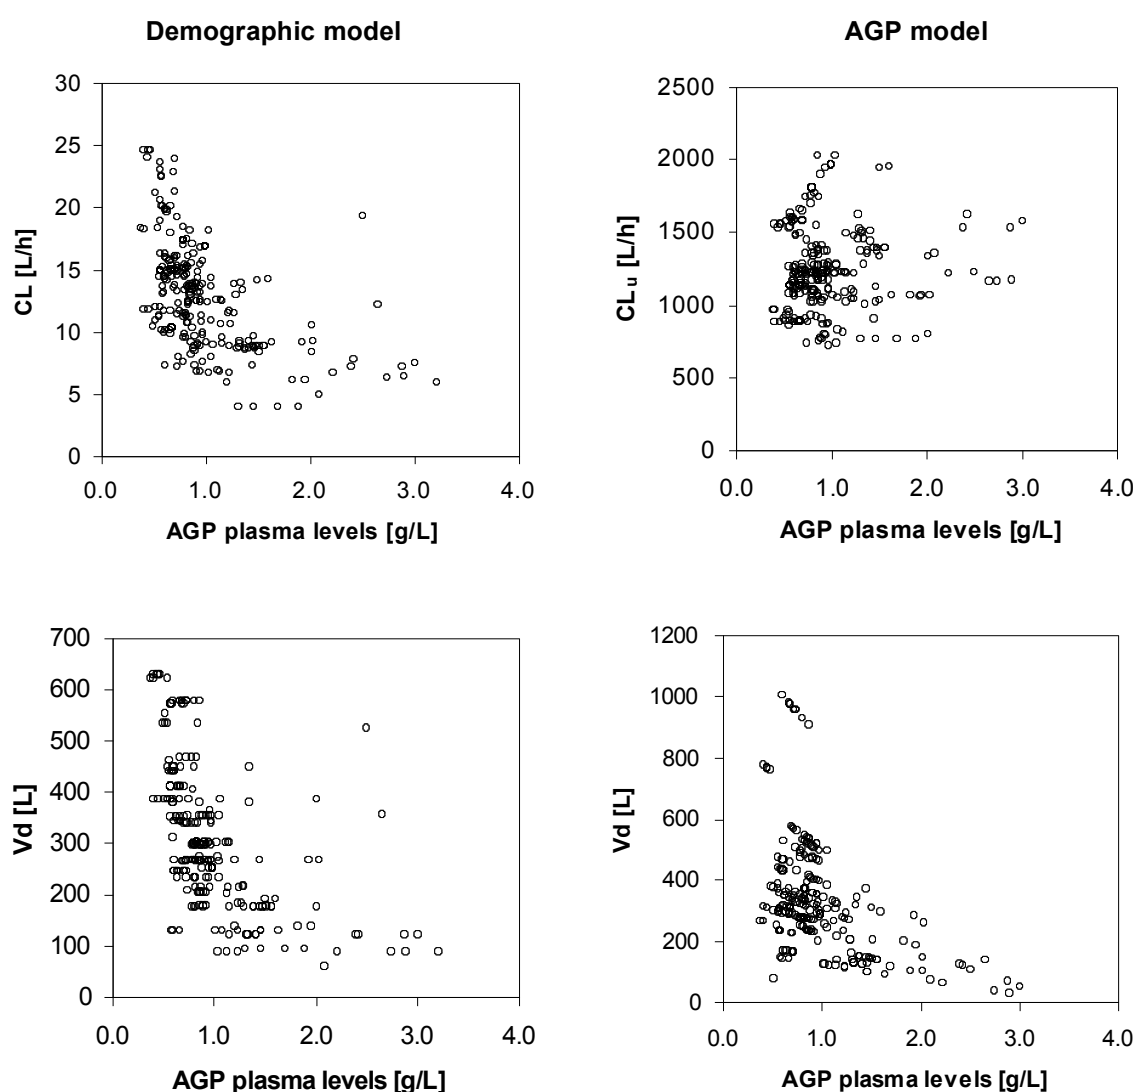 Demographic model
AGP model
30
25
20
15
10
5
0
CL [L/h]
0.0 1.0 2.0 3.0 4.0
AGP plasma levels [g/L]
2500
2000
1500
1000
500
0
CLu [L/h]
0.0 1.0 2.0 3.0 4.0
AGP plasma levels [g/L]
700
600
500
400
300
200
100
0
Vd [L]
0.0 1.0 2.0 3.0 4.0
AGP plasma levels [g/L]
1200
1000
800
600
400
200
0
Vd [L]
0.0 1.0 2.0 3.0 4.0
AGP plasma levels [g/L]